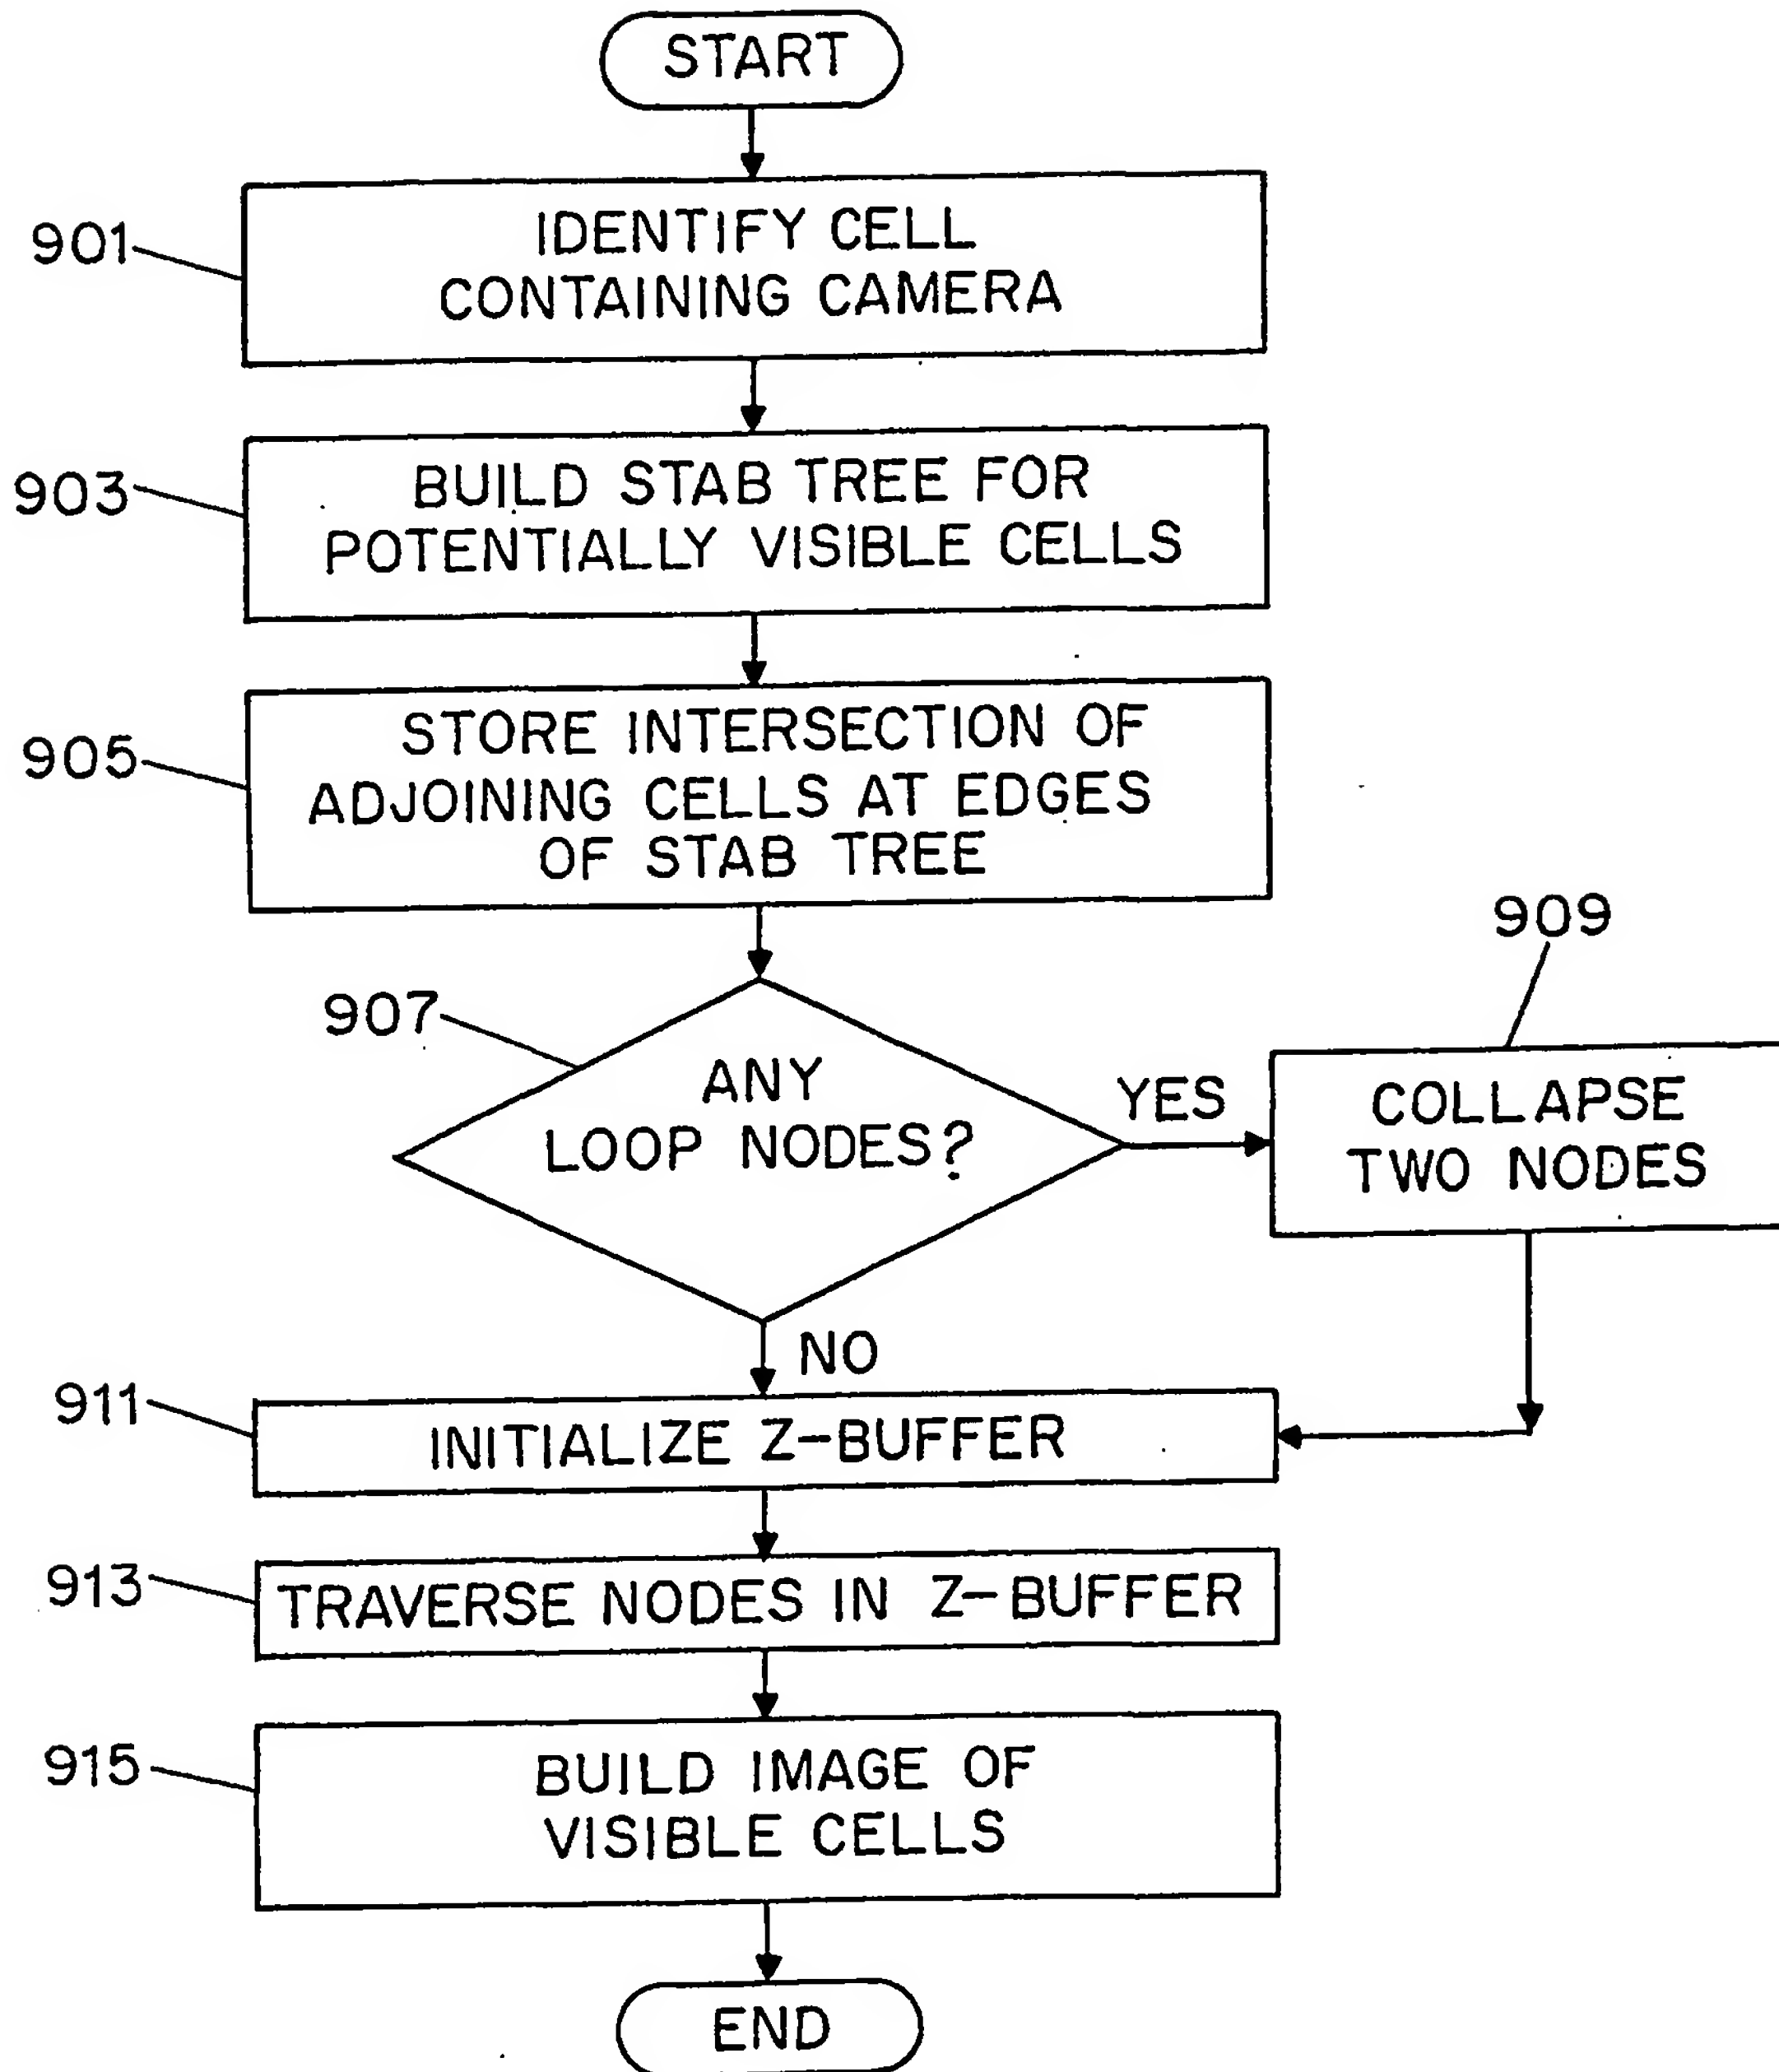 START
901
IDENTIFY CELL
CONTAINING CAMERA
903
BUILD STAB TREE FOR
POTENTIALLY VISIBLE CELLS
905
STORE INTERSECTION OF
ADJOINING CELLS AT EDGES
OF STAB TREE
907
ANY
LOOP NODES?
YES
909
COLLAPSE
TWO NODES
NO
911
INITIALIZE Z-BUFFER
913
TRAVERSE NODES IN Z-BUFFER
915
BUILD IMAGE OF
VISIBLE CELLS
END